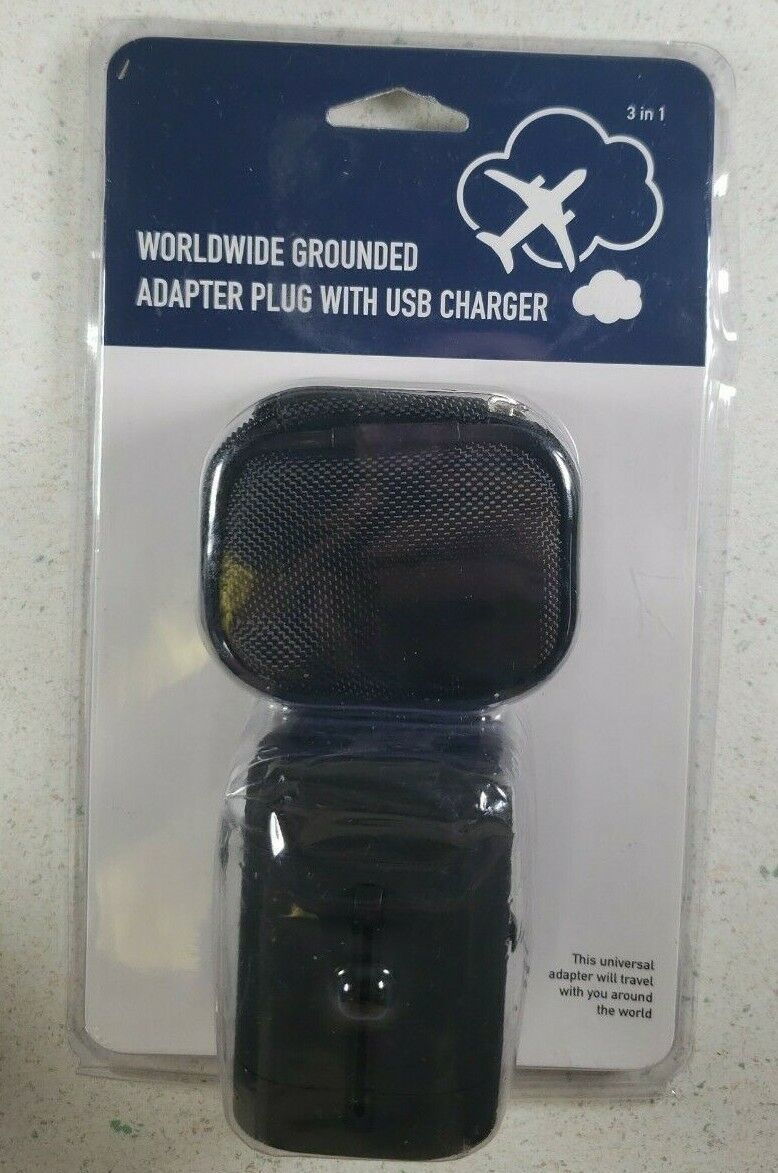 3 in 1
WORLDWIDE GROUNDED
ADAPTER PLUG WITH USB CHARGER
This universal
adapter will travel
with you around
the world